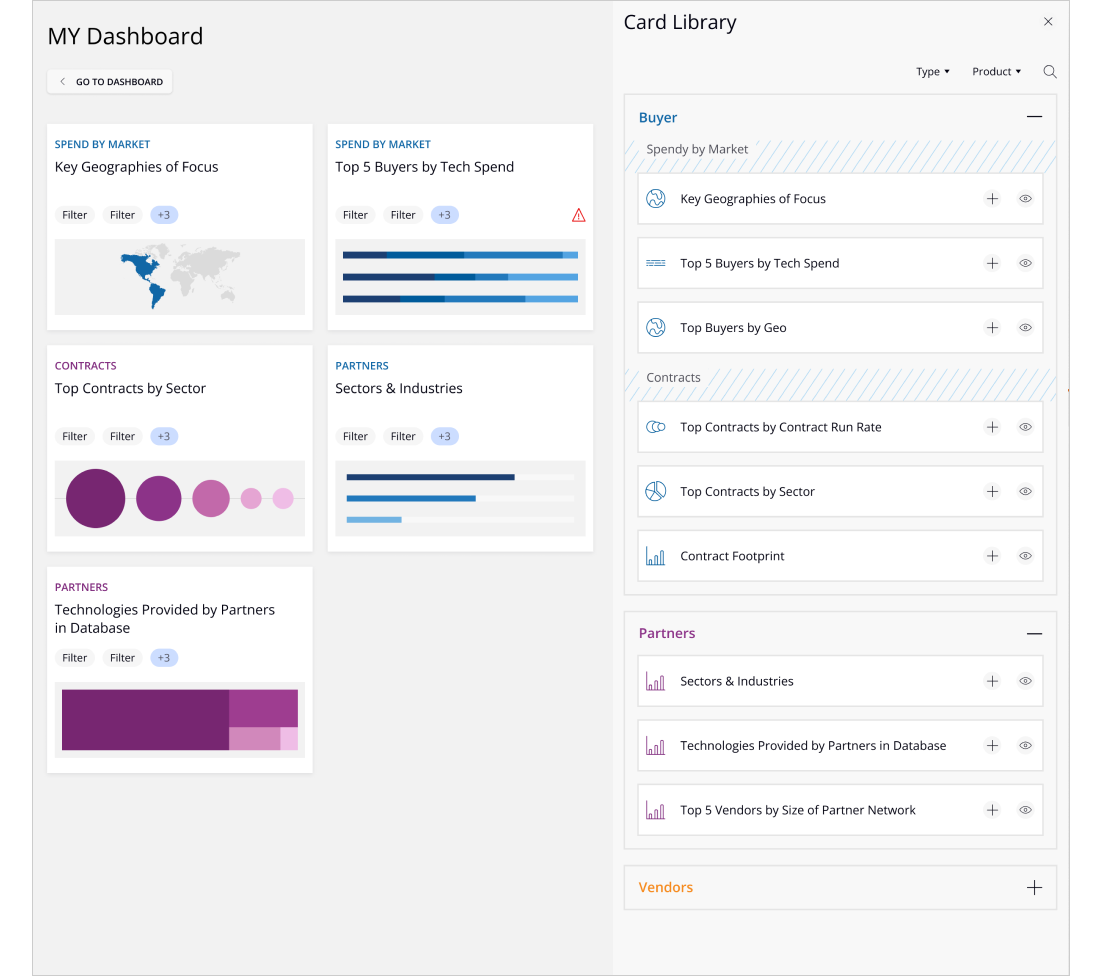 MY Dashboard
GO TO DASHBOARD
SPEND BY MARKET
Key Geographies of Focus
Filter Filter +3
SPEND BY MARKET
Top 5 Buyers by Tech Spend
Filter Filter +3
CONTRACTS
Top Contracts by Sector
Filter Filter +3
PARTNERS
Sectors & Industries
Filter Filter +3
PARTNERS
Technologies Provided by Partners
in Database
Filter Filter +3
Card Library
Type Product
Buyer
Spendy by Market
Key Geographies of Focus
Top 5 Buyers by Tech Spend
Top Buyers by Geo
Contracts
Top Contracts by Contract Run Rate
Top Contracts by Sector
Contract Footprint
Partners
Sectors & Industries
Technologies Provided by Partners in Database
Top 5 Vendors by Size of Partner Network
Vendors